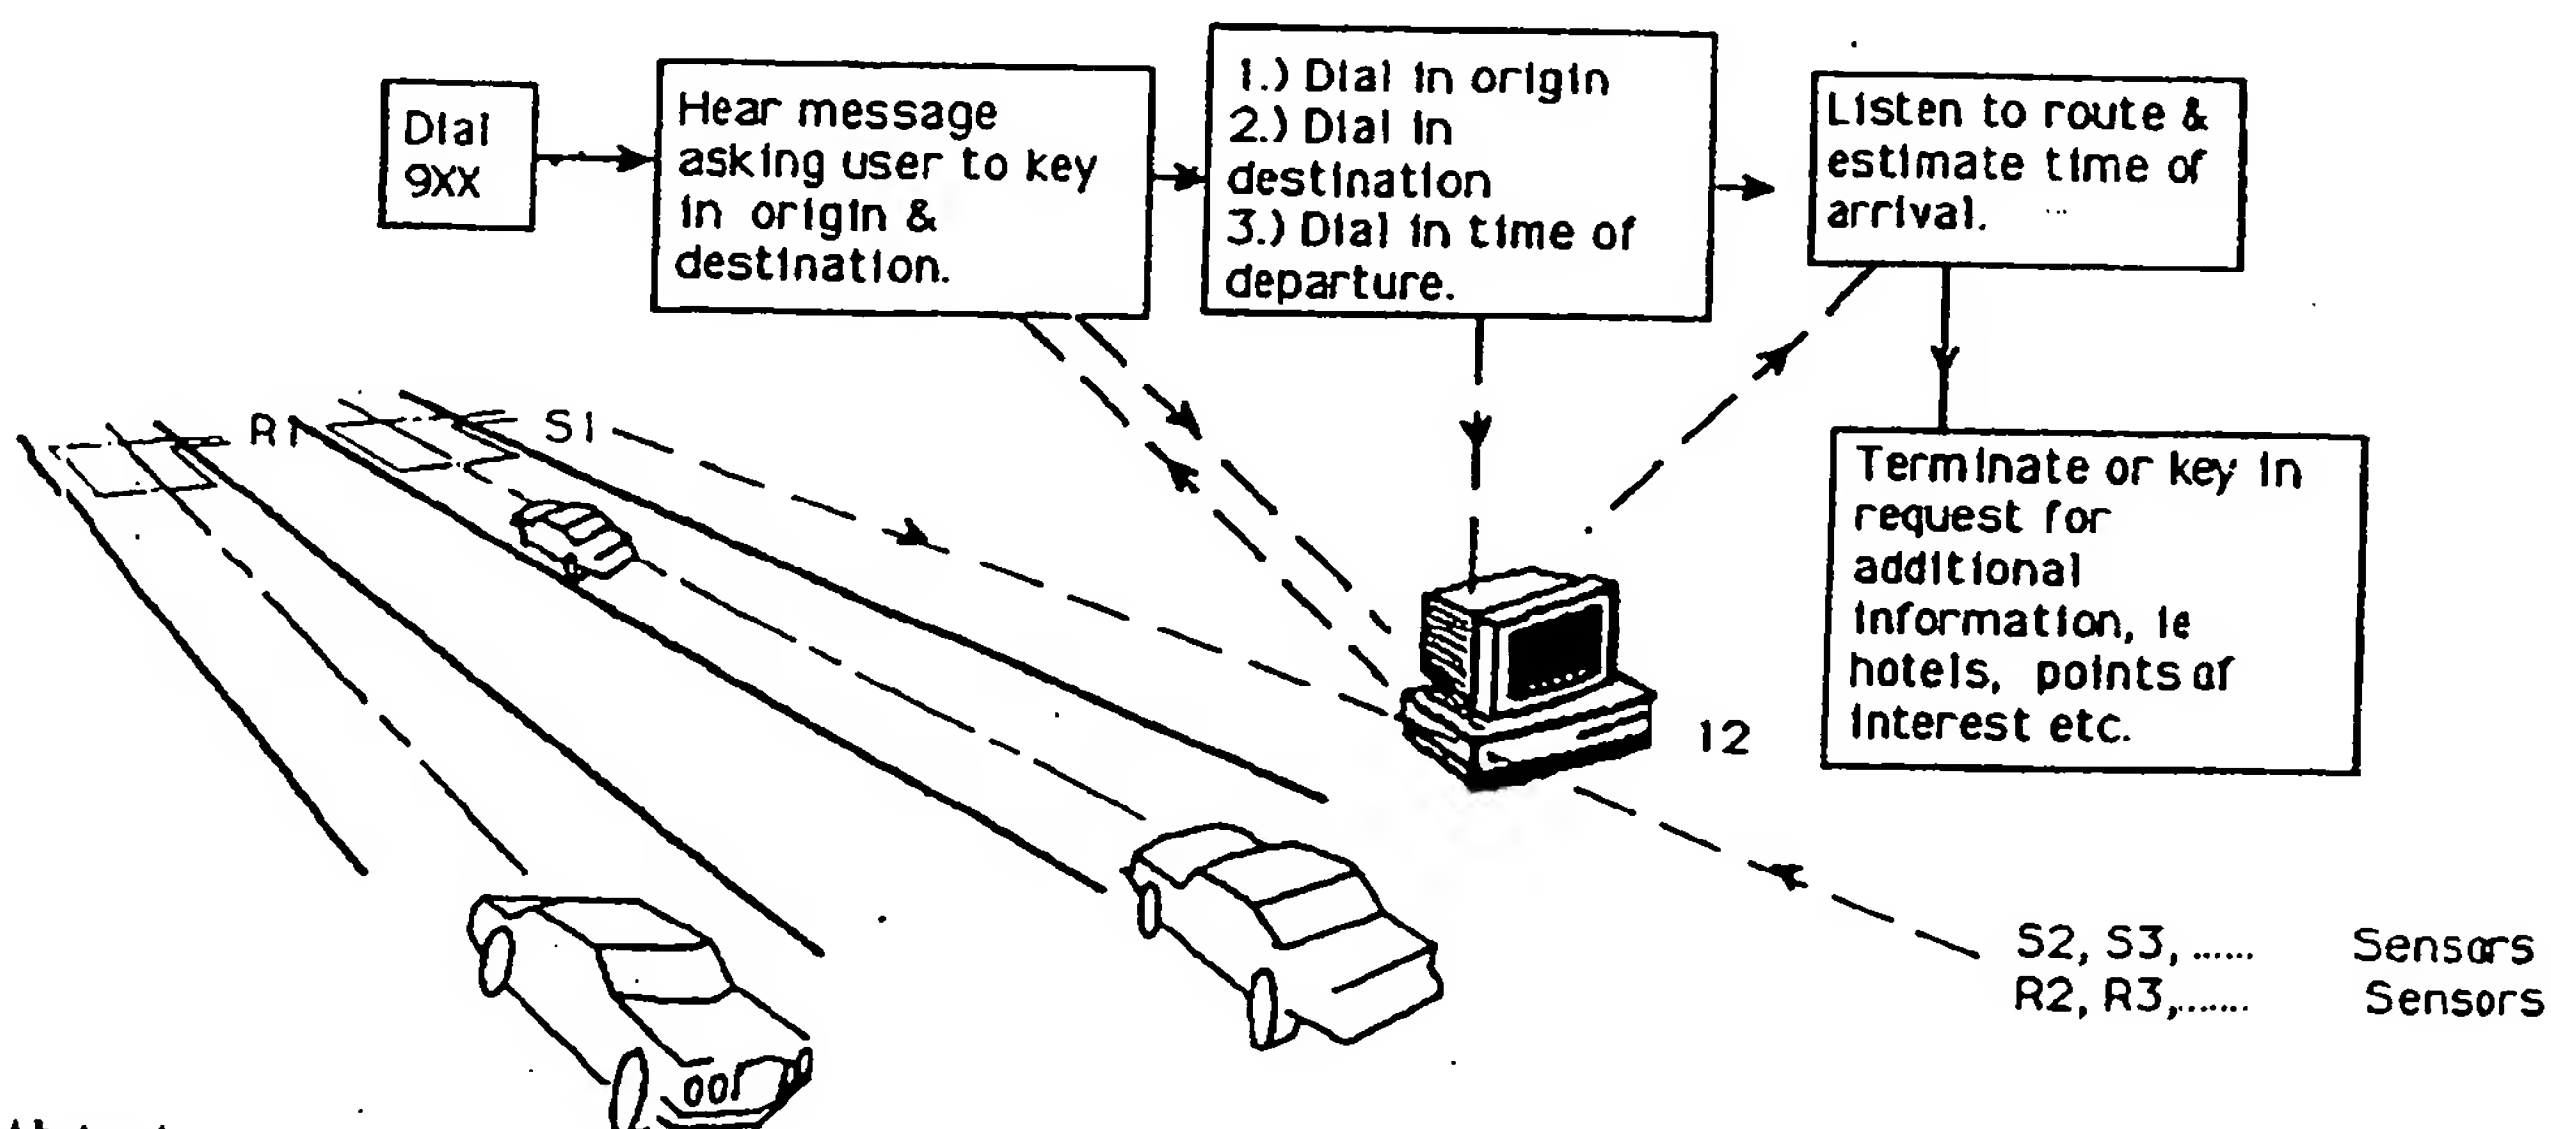 Dial
9XX
Hear message
asking user to key
in origin &
destination.
1.) Dial in origin
2.) Dial in
destination
3.) Dial in time of
departure.
Listen to route &
estimate time of
arrival.
Terminate or key in
request for
additional
information, ie
hotels, points of
interest etc.
R1
S1
12
S2, S3, ...... Sensors
R2, R3,....... Sensors